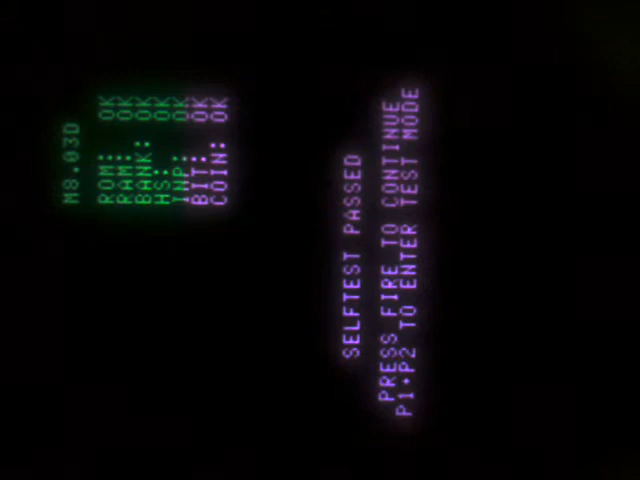 M8.03D
ROM: OK
RAM: OK
BANK: OK
HS: OK
INP: OK
BIT: OK
COIN: OK
SELFTEST PASSED
PRESS FIRE TO CONTINUE
P1+P2 TO ENTER TEST MODE